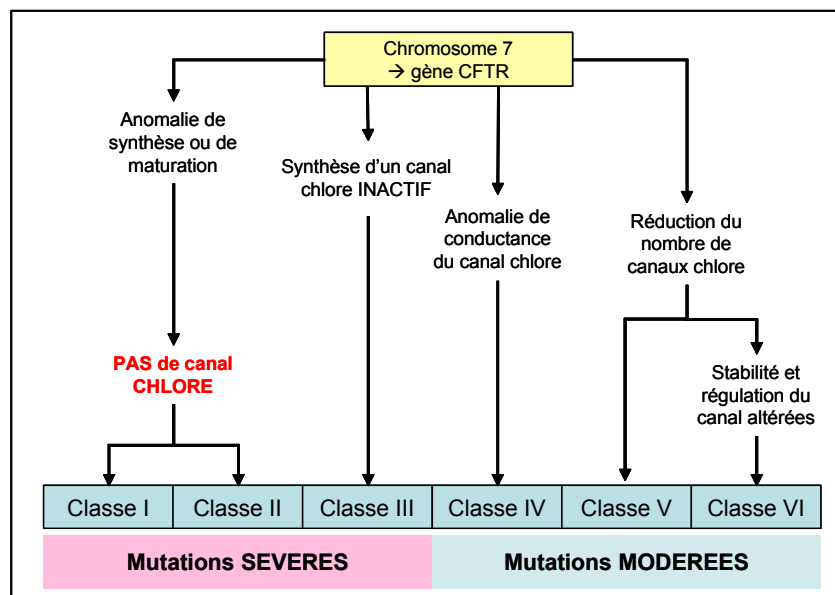 Chromosome 7
→ gène CFTR
Anomalie de
synthèse ou de
maturation
Synthèse d'un canal
chlore INACTIF
Anomalie de
conductance
du canal chlore
Réduction du
nombre de
canaux chlore
PAS de canal
CHLORE
Stabilité et
régulation du
canal altérées
Classe I
Classe II
Classe III
Classe IV
Classe V
Classe VI
Mutations SEVERES
Mutations MODEREES